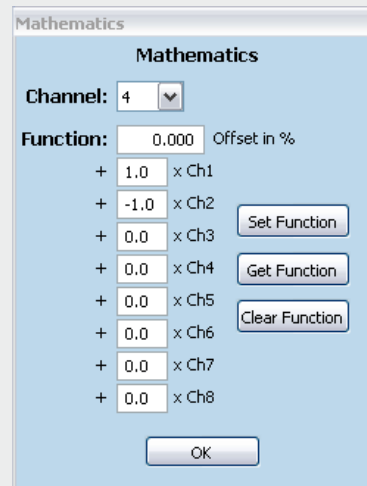 Mathematics
Mathematics
Channel: 4
Function: 0.000 Offset in %
+ 1.0 x Ch1
+ -1.0 x Ch2
Set Function
+ 0.0 x Ch3
+ 0.0 x Ch4
Get Function
+ 0.0 x Ch5
Clear Function
+ 0.0 x Ch6
+ 0.0 x Ch7
+ 0.0 x Ch8
OK